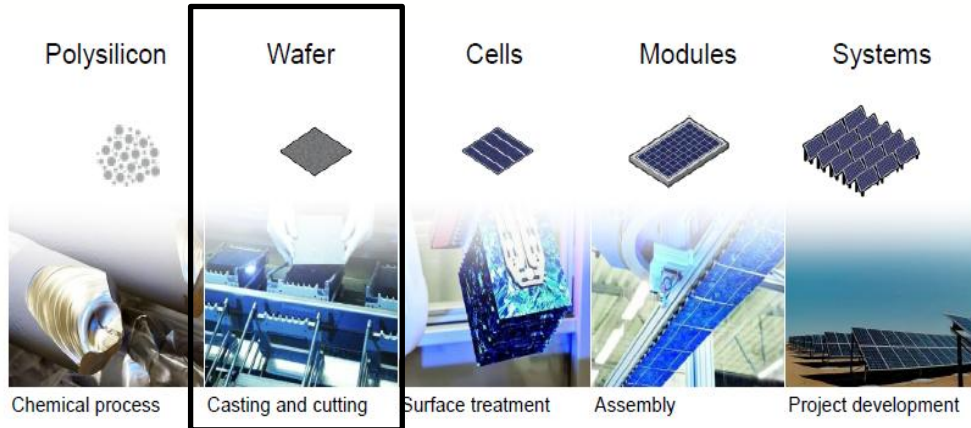 Polysilicon
Wafer
Cells
Modules
Systems
Chemical process
Casting and cutting
Surface treatment
Assembly
Project development